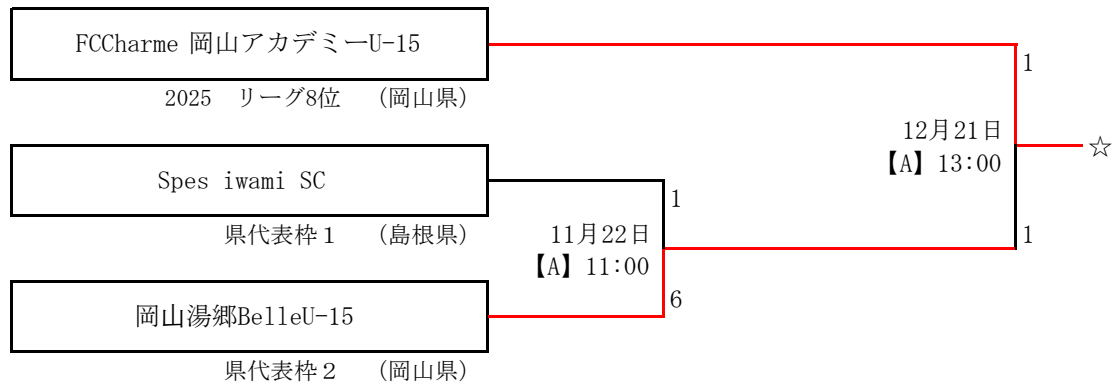 FCCharme 岡山アカデミーU-15
2025　リーグ8位　（岡山県）
1
12月21日
【A】13:00
☆
Spes iwami SC
県代表枠１　（島根県）
1
11月22日
【A】11:00
1
6
岡山湯郷BelleU-15
県代表枠２　（岡山県）